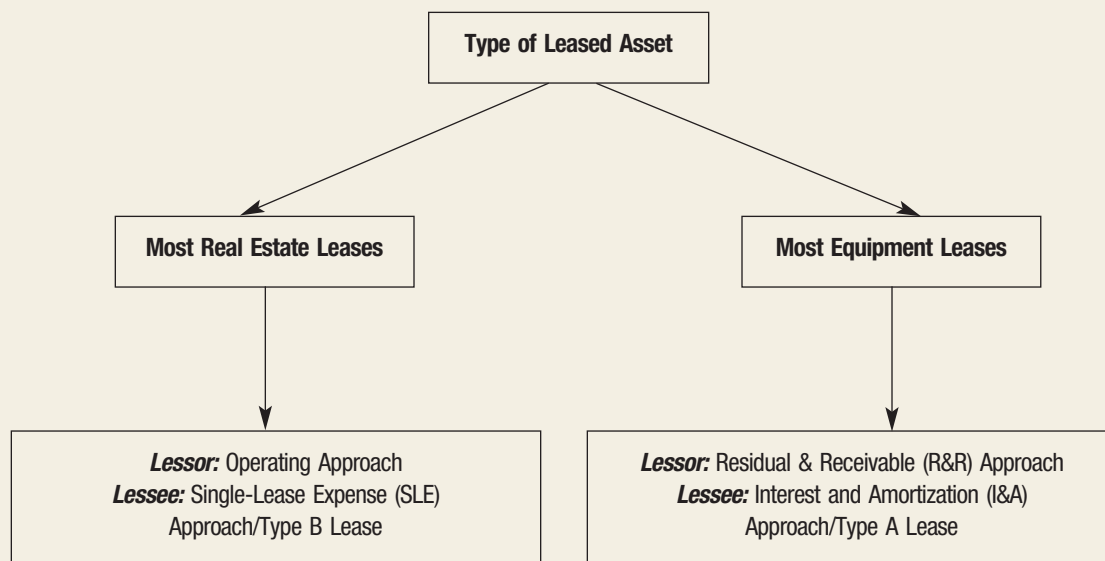 Type of Leased Asset
Most Real Estate Leases
Most Equipment Leases
Lessor: Operating Approach
Lessee: Single-Lease Expense (SLE)
Approach/Type B Lease
Lessor: Residual & Receivable (R&R) Approach
Lessee: Interest and Amortization (I&A)
Approach/Type A Lease